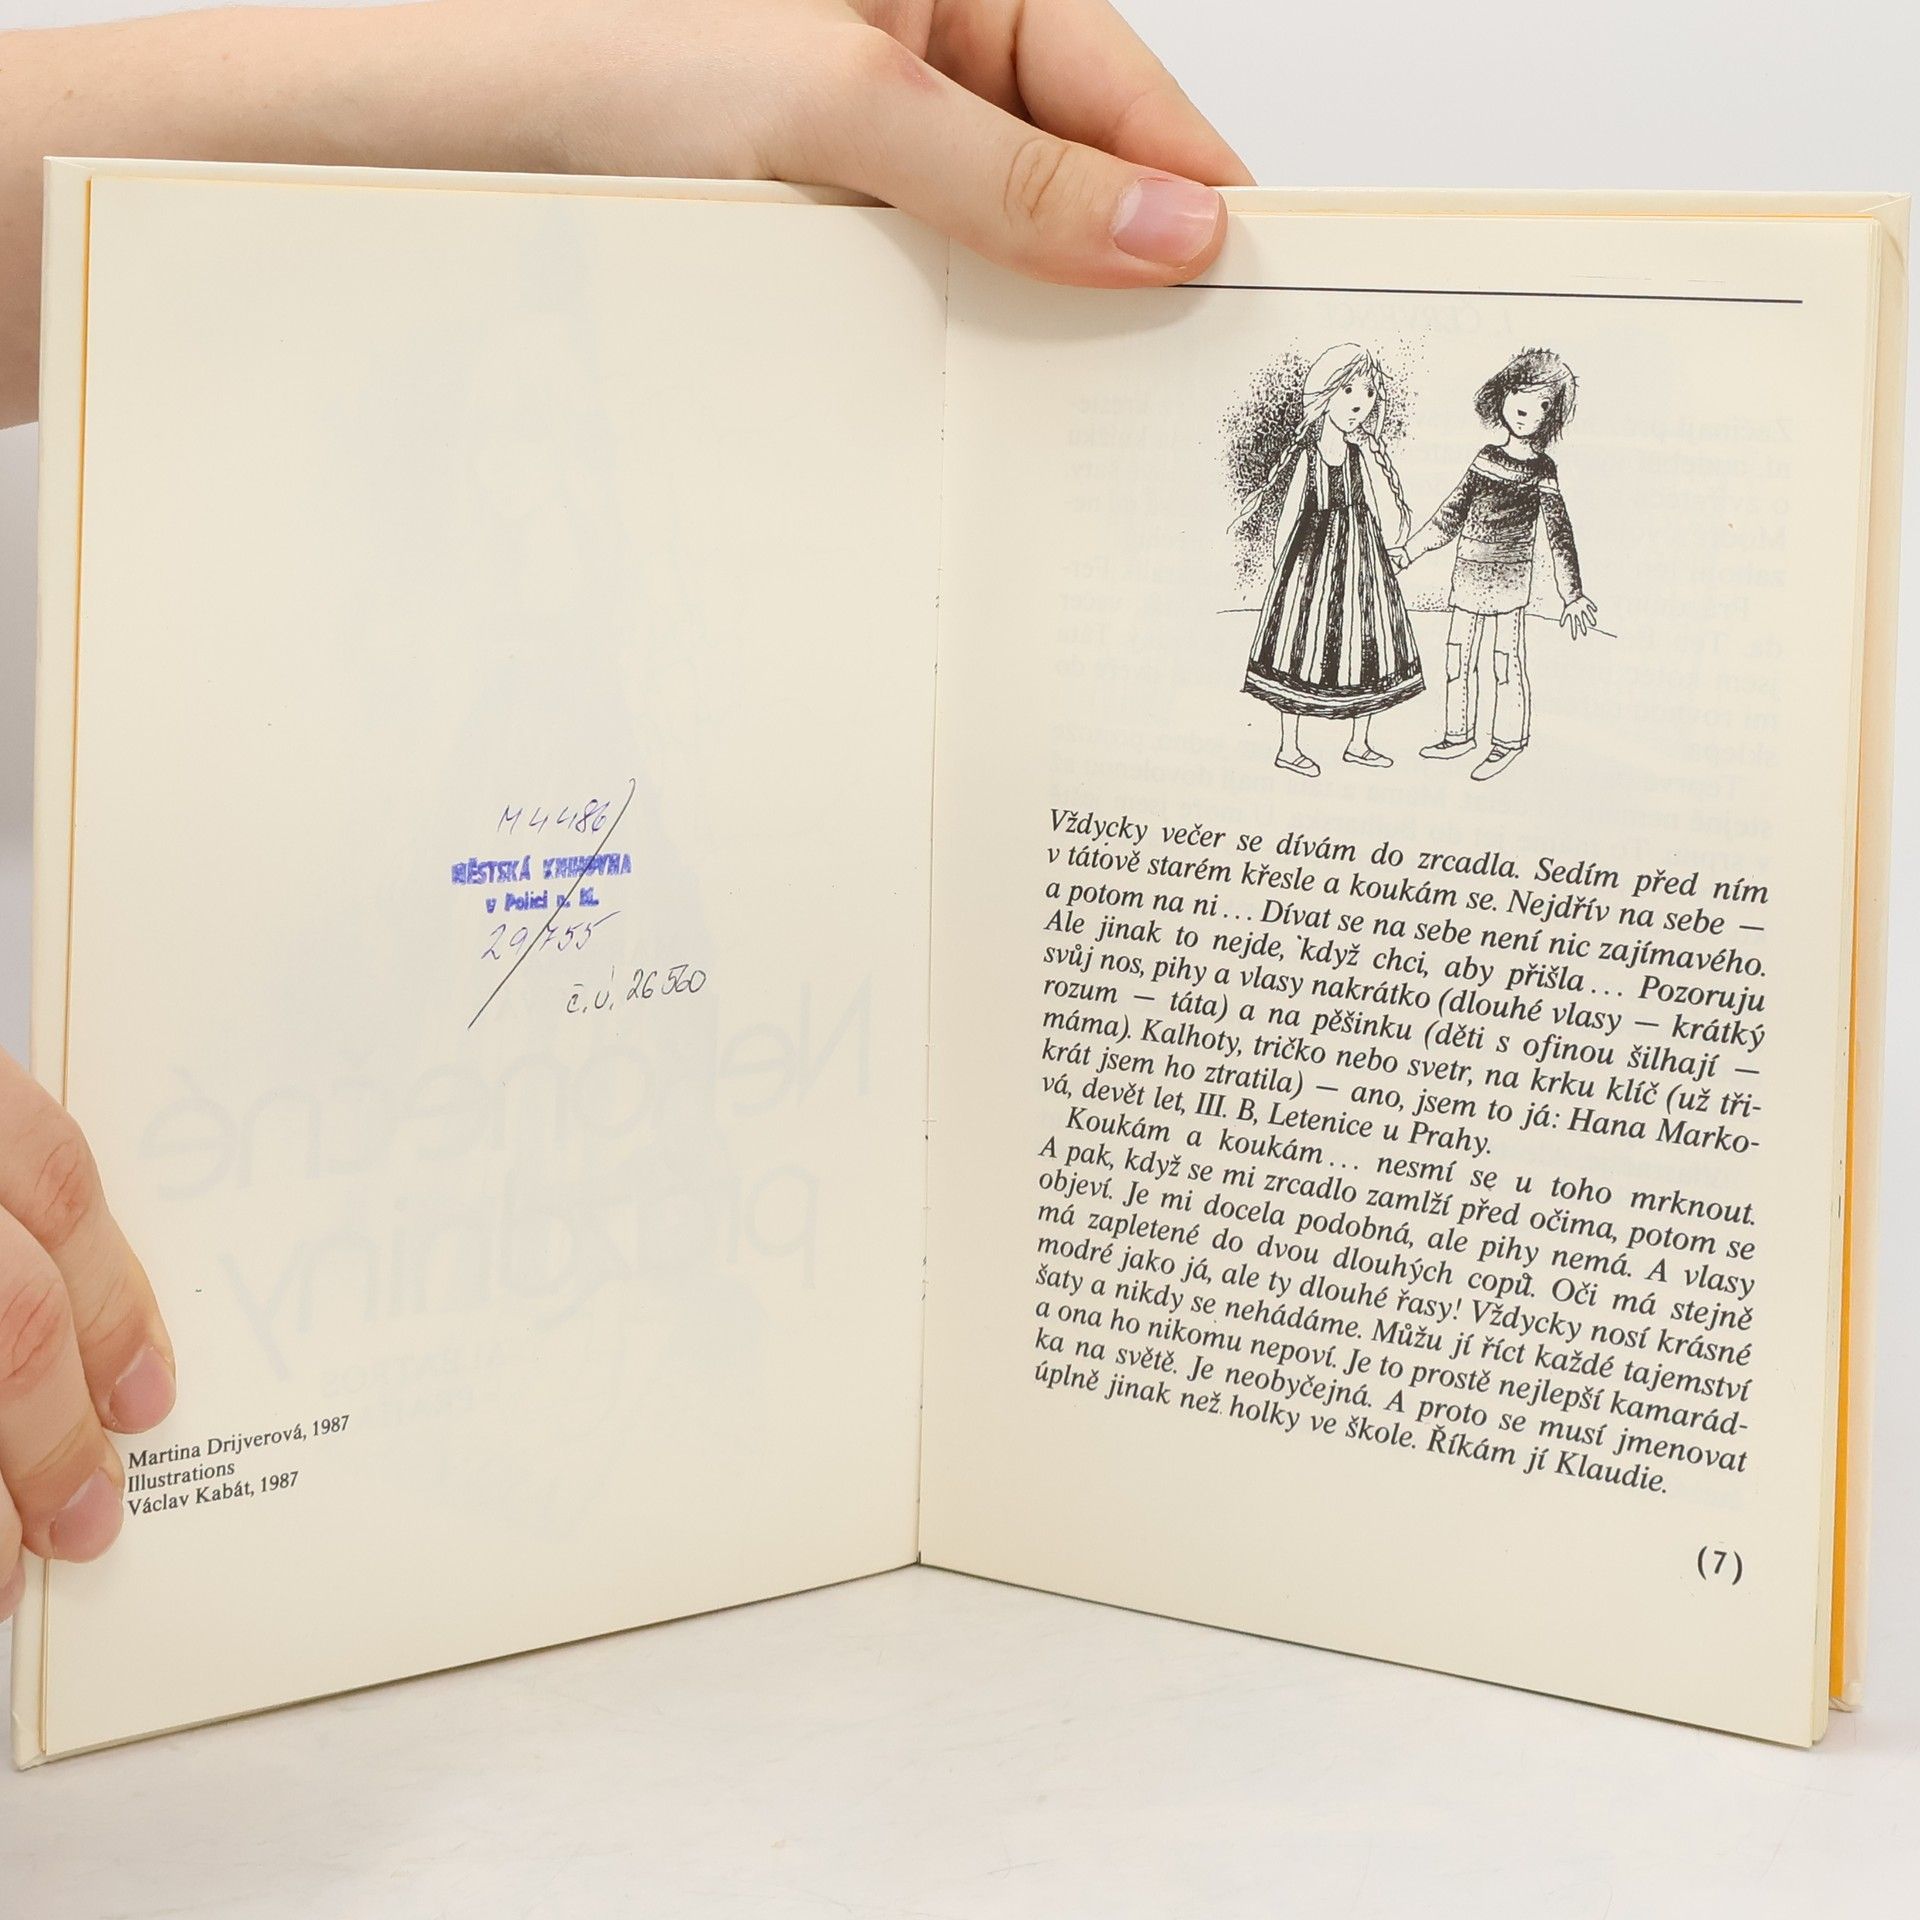 M 4486
MĚSTSKÁ KNIHOVNA
v Polici n. M.
29755
č.ú. 26560
Martina Drijverová, 1987
Illustrations
Václav Kabát, 1987
Vždycky večer se dívám do zrcadla. Sedím před ním
v tátově starém křesle a koukám se. Nejdřív na sebe —
a potom na ni... Dívat se na sebe není nic zajímavého.
Ale jinak to nejde, když chci, aby přišla... Pozoruju
svůj nos, pihy a vlasy nakrátko (dlouhé vlasy — krátký
rozum — táta) a na pěšinku (děti s ofinou šilhají —
máma). Kalhoty, tričko nebo svetr, na krku klíč (už tři-
krát jsem ho ztratila) — ano, jsem to já: Hana Marko-
vá, devět let, III. B, Letenice u Prahy.
Koukám a koukám... nesmí se u toho mrknout.
A pak, když se mi zrcadlo zamlží před očima, potom se
objeví. Je mi docela podobná, ale pihy nemá. A vlasy
má zapletené do dvou dlouhých copů. Oči má stejně
modré jako já, ale ty dlouhé řasy! Vždycky nosí krásné
šaty a nikdy se nehádáme. Můžu jí říct každé tajemství
a ona ho nikomu nepoví. Je to prostě nejlepší kamarád-
ka na světě. Je neobyčejná. A proto se musí jmenovat
úplně jinak než holky ve škole. Říkám jí Klaudie.
(7)